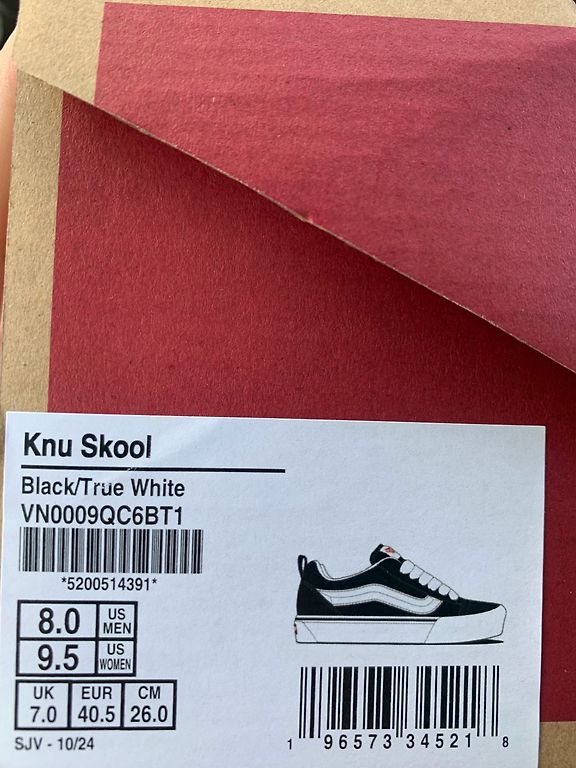 Knu Skool
Black/True White
VN0009QC6BT1
*5200514391*
8.0 US MEN
9.5 US WOMEN
UK EUR CM
7.0 40.5 26.0
SJV - 10/24
1 96573 34521 8